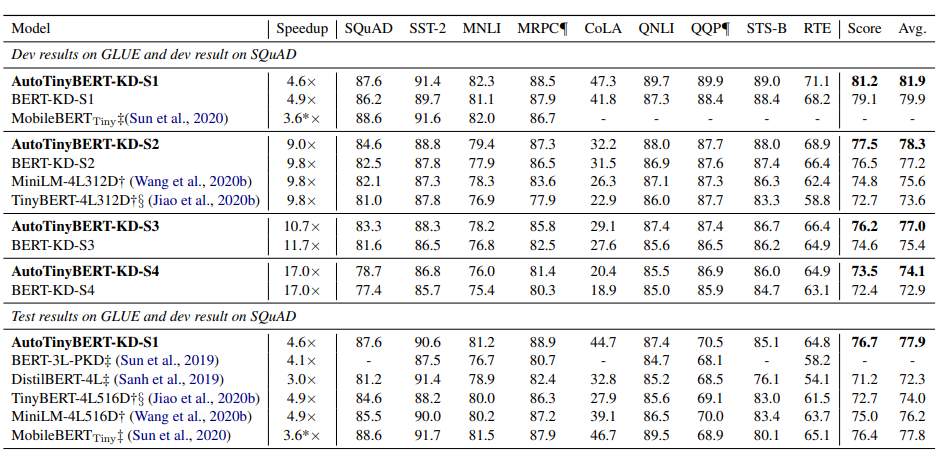 Model Speedup SQuAD SST-2 MNLI MRPC¶ CoLA QNLI QQP¶ STS-B RTE Score Avg.
Dev results on GLUE and dev result on SQuAD
AutoTinyBERT-KD-S1 4.6× 87.6 91.4 82.3 88.5 47.3 89.7 89.9 89.0 71.1 81.2 81.9
BERT-KD-S1 4.9× 86.2 89.7 81.1 87.9 41.8 87.3 88.4 88.4 68.2 79.1 79.9
MobileBERTTiny‡(Sun et al., 2020) 3.6*× 88.6 91.6 82.0 86.7 - - - - - - -
AutoTinyBERT-KD-S2 9.0× 84.6 88.8 79.4 87.3 32.2 88.0 87.7 88.0 68.9 77.5 78.3
BERT-KD-S2 9.8× 82.5 87.8 77.9 86.5 31.5 86.9 87.6 87.4 66.4 76.5 77.2
MiniLM-4L312D† (Wang et al., 2020b) 9.8× 82.1 87.3 78.3 83.6 26.3 87.1 87.3 86.3 62.4 74.8 75.6
TinyBERT-4L312D†§ (Jiao et al., 2020b) 9.8× 81.0 87.8 76.9 77.9 22.9 86.0 87.7 83.3 58.8 72.7 73.6
AutoTinyBERT-KD-S3 10.7× 83.3 88.3 78.2 85.8 29.1 87.4 87.4 86.7 66.4 76.2 77.0
BERT-KD-S3 11.7× 81.6 86.5 76.8 82.5 27.6 85.6 86.5 86.2 64.9 74.6 75.4
AutoTinyBERT-KD-S4 17.0× 78.7 86.8 76.0 81.4 20.4 85.5 86.9 86.0 64.9 73.5 74.1
BERT-KD-S4 17.0× 77.4 85.7 75.4 80.3 18.9 85.0 85.9 84.7 63.1 72.4 72.9
Test results on GLUE and dev result on SQuAD
AutoTinyBERT-KD-S1 4.6× 87.6 90.6 81.2 88.9 44.7 87.4 70.5 85.1 64.8 76.7 77.9
BERT-3L-PKD‡ (Sun et al., 2019) 4.1× - 87.5 76.7 80.7 - 84.7 68.1 - 58.2 - -
DistilBERT-4L‡ (Sanh et al., 2019) 3.0× 81.2 91.4 78.9 82.4 32.8 85.2 68.5 76.1 54.1 71.2 72.3
TinyBERT-4L516D†§ (Jiao et al., 2020b) 4.9× 84.6 88.2 80.0 86.3 27.9 85.6 69.1 83.0 61.5 72.7 74.0
MiniLM-4L516D† (Wang et al., 2020b) 4.9× 85.5 90.0 80.2 87.2 39.1 86.5 70.0 83.4 63.7 75.0 76.2
MobileBERTTiny‡ (Sun et al., 2020) 3.6*× 88.6 91.7 81.5 87.9 46.7 89.5 68.9 80.1 65.1 76.4 77.8